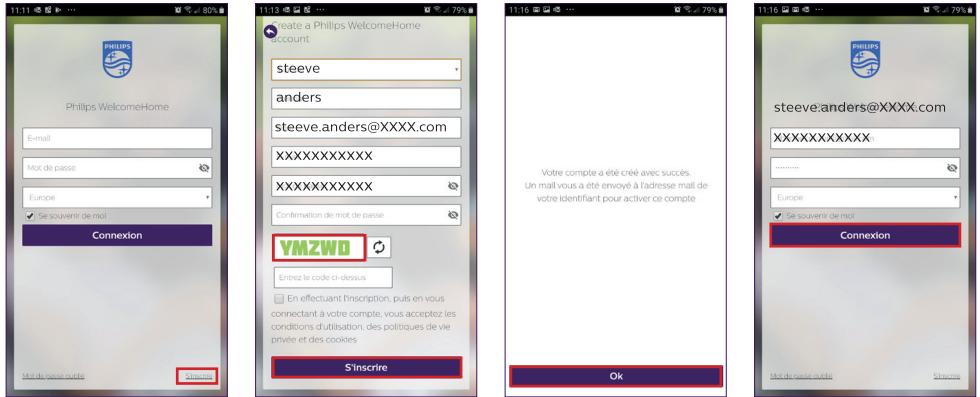 11:11
80%
PHILIPS
Philips WelcomeHome
E-mail
Mot de passe
Europe
Se souvenir de moi
Connexion
Mot de passe oublié
S'inscrire
11:13
79%
Create a Philips WelcomeHome
account
steeve
anders
steeve.anders@XXXX.com
XXXXXXXXXXX
XXXXXXXXXXX
Confirmation de mot de passe
YMZWD
Entrez le code ci-dessus
En effectuant l'inscription, puis en vous
connectant à votre compte, vous acceptez les
conditions d'utilisation, des politiques de vie
privée et des cookies
S'inscrire
11:16
79%
Votre compte a été créé avec succès.
Un mail vous a été envoyé à l'adresse mail de
votre identifiant pour activer ce compte
Ok
11:16
79%
PHILIPS
steeve.anders@XXXX.com
XXXXXXXXXXX
Europe
Se souvenir de moi
Connexion
Mot de passe oublié
S'inscrire